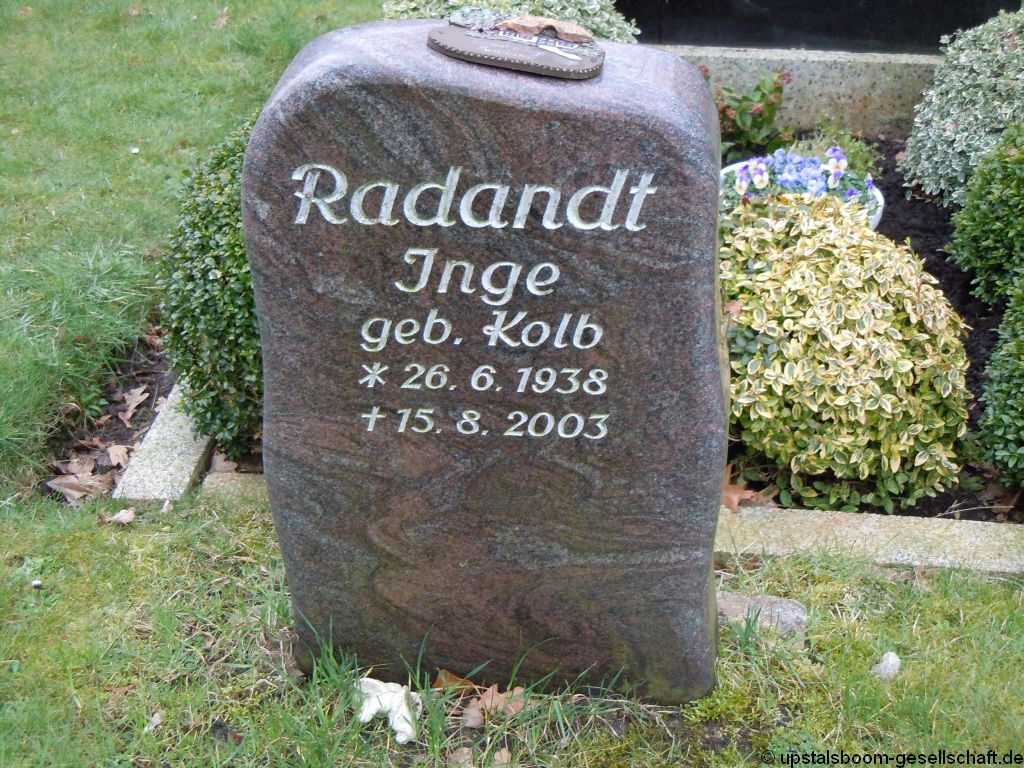 Radandt
Inge
geb. Kolb
* 26. 6. 1938
✝ 15. 8. 2003
© upstalsboom-gesellschaft.de